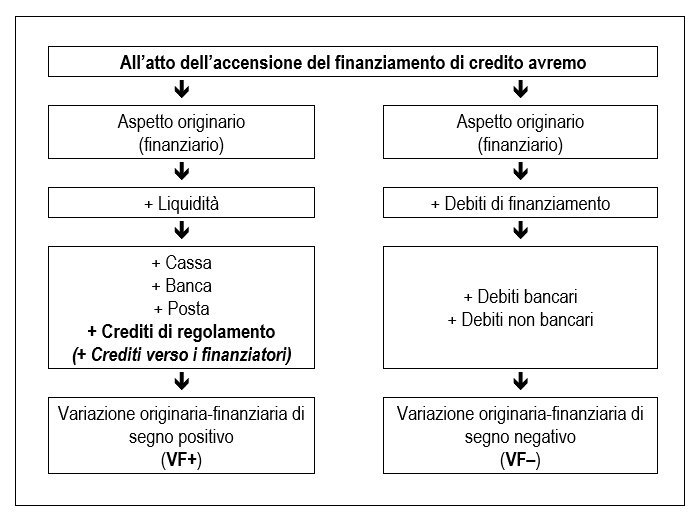 All’atto dell’accensione del finanziamento di credito avremo
Aspetto originario
(finanziario)
+ Liquidità
+ Cassa
+ Banca
+ Posta
+ Crediti di regolamento
(+ Crediti verso i finanziatori)
Variazione originaria-finanziaria di
segno positivo
(VF+)
Aspetto originario
(finanziario)
+ Debiti di finanziamento
+ Debiti bancari
+ Debiti non bancari
Variazione originaria-finanziaria di
segno negativo
(VF–)